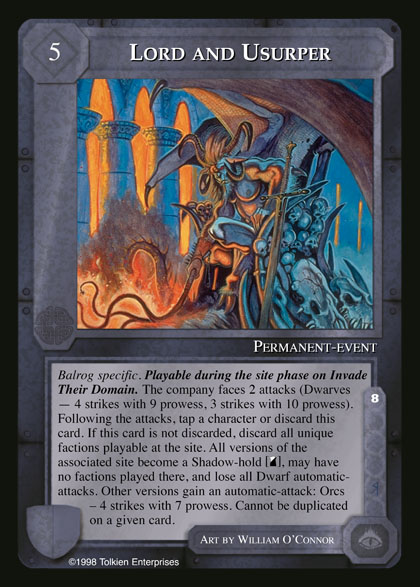 5
LORD AND USURPER
PERMANENT-EVENT
Balrog specific. Playable during the site phase on Invade
Their Domain. The company faces 2 attacks (Dwarves
— 4 strikes with 9 prowess, 3 strikes with 10 prowess).
Following the attacks, tap a character or discard this
card. If this card is not discarded, discard all unique
factions playable at the site. All versions of the
associated site become a Shadow-hold [], may have
no factions played there, and lose all Dwarf automatic-
attacks. Other versions gain an automatic-attack: Orcs
– 4 strikes with 7 prowess. Cannot be duplicated
on a given card.
8
ART BY WILLIAM O'CONNOR
©1998 Tolkien Enterprises